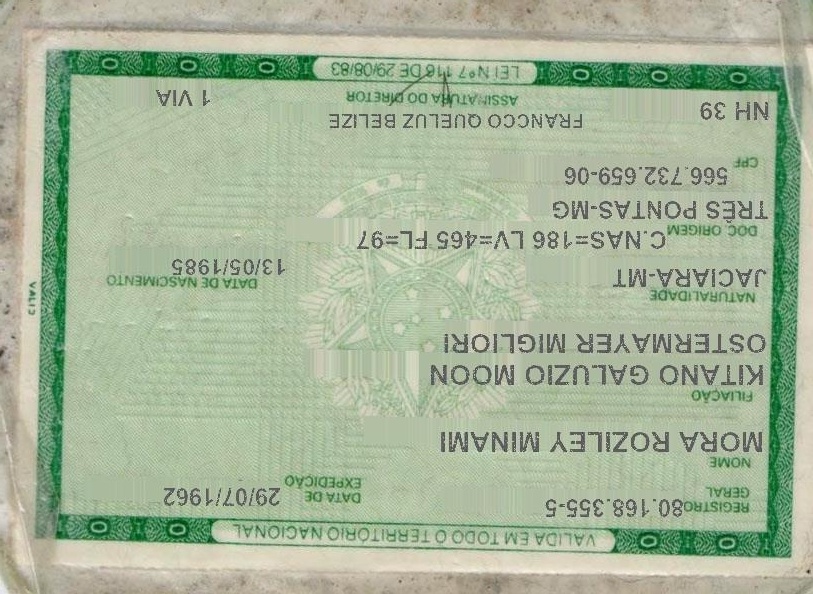 VALIDA EM TODO O TERRITÓRIO NACIONAL
REGISTRO GERAL 80.168.355-5 DATA DE EXPEDIÇÃO 29/07/1962
NOME
MORA ROZILEY MINAMI
FILIAÇÃO
KITANO GALUZIO MOON
OSTERMAYER MIGLIORI
NATURALIDADE DATA DE NASCIMENTO
JACIARA-MT 13/05/1985
DOC. ORIGEM C.NAS=186 LV=465 FL=97
TRÊS PONTAS-MG
CPF 566.732.659-06
FRANCCO QUELUZ BELIZE
NH 39 ASSINATURA DO DIRETOR 1 VIA
LEI Nº 7.116 DE 29/08/83